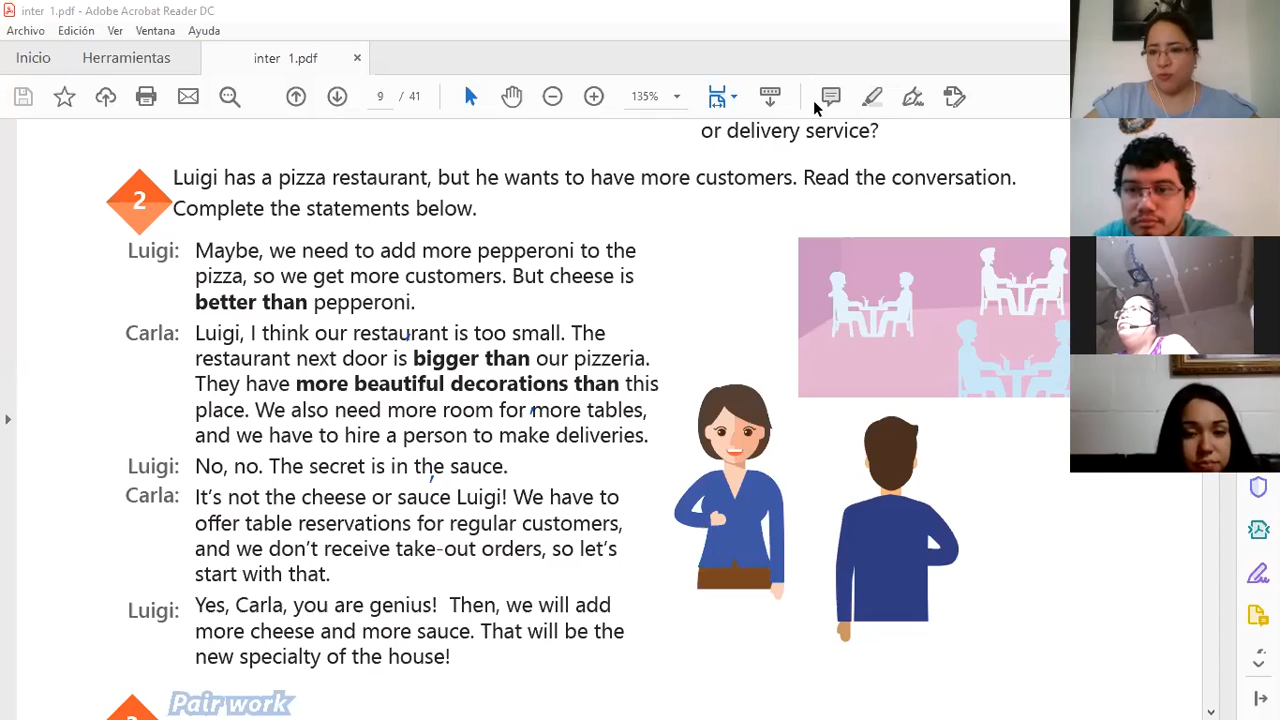 inter 1.pdf - Adobe Acrobat Reader DC
Archivo Edición Ver Ventana Ayuda
Inicio Herramientas inter 1.pdf ×
9 / 41 135%
or delivery service?
2 Luigi has a pizza restaurant, but he wants to have more customers. Read the conversation.
Complete the statements below.
Luigi: Maybe, we need to add more pepperoni to the
pizza, so we get more customers. But cheese is
better than pepperoni.
Carla: Luigi, I think our restaurant is too small. The
restaurant next door is bigger than our pizzeria.
They have more beautiful decorations than this
place. We also need more room for more tables,
and we have to hire a person to make deliveries.
Luigi: No, no. The secret is in the sauce.
Carla: It's not the cheese or sauce Luigi! We have to
offer table reservations for regular customers,
and we don't receive take-out orders, so let's
start with that.
Luigi: Yes, Carla, you are genius! Then, we will add
more cheese and more sauce. That will be the
new specialty of the house!
Pair work